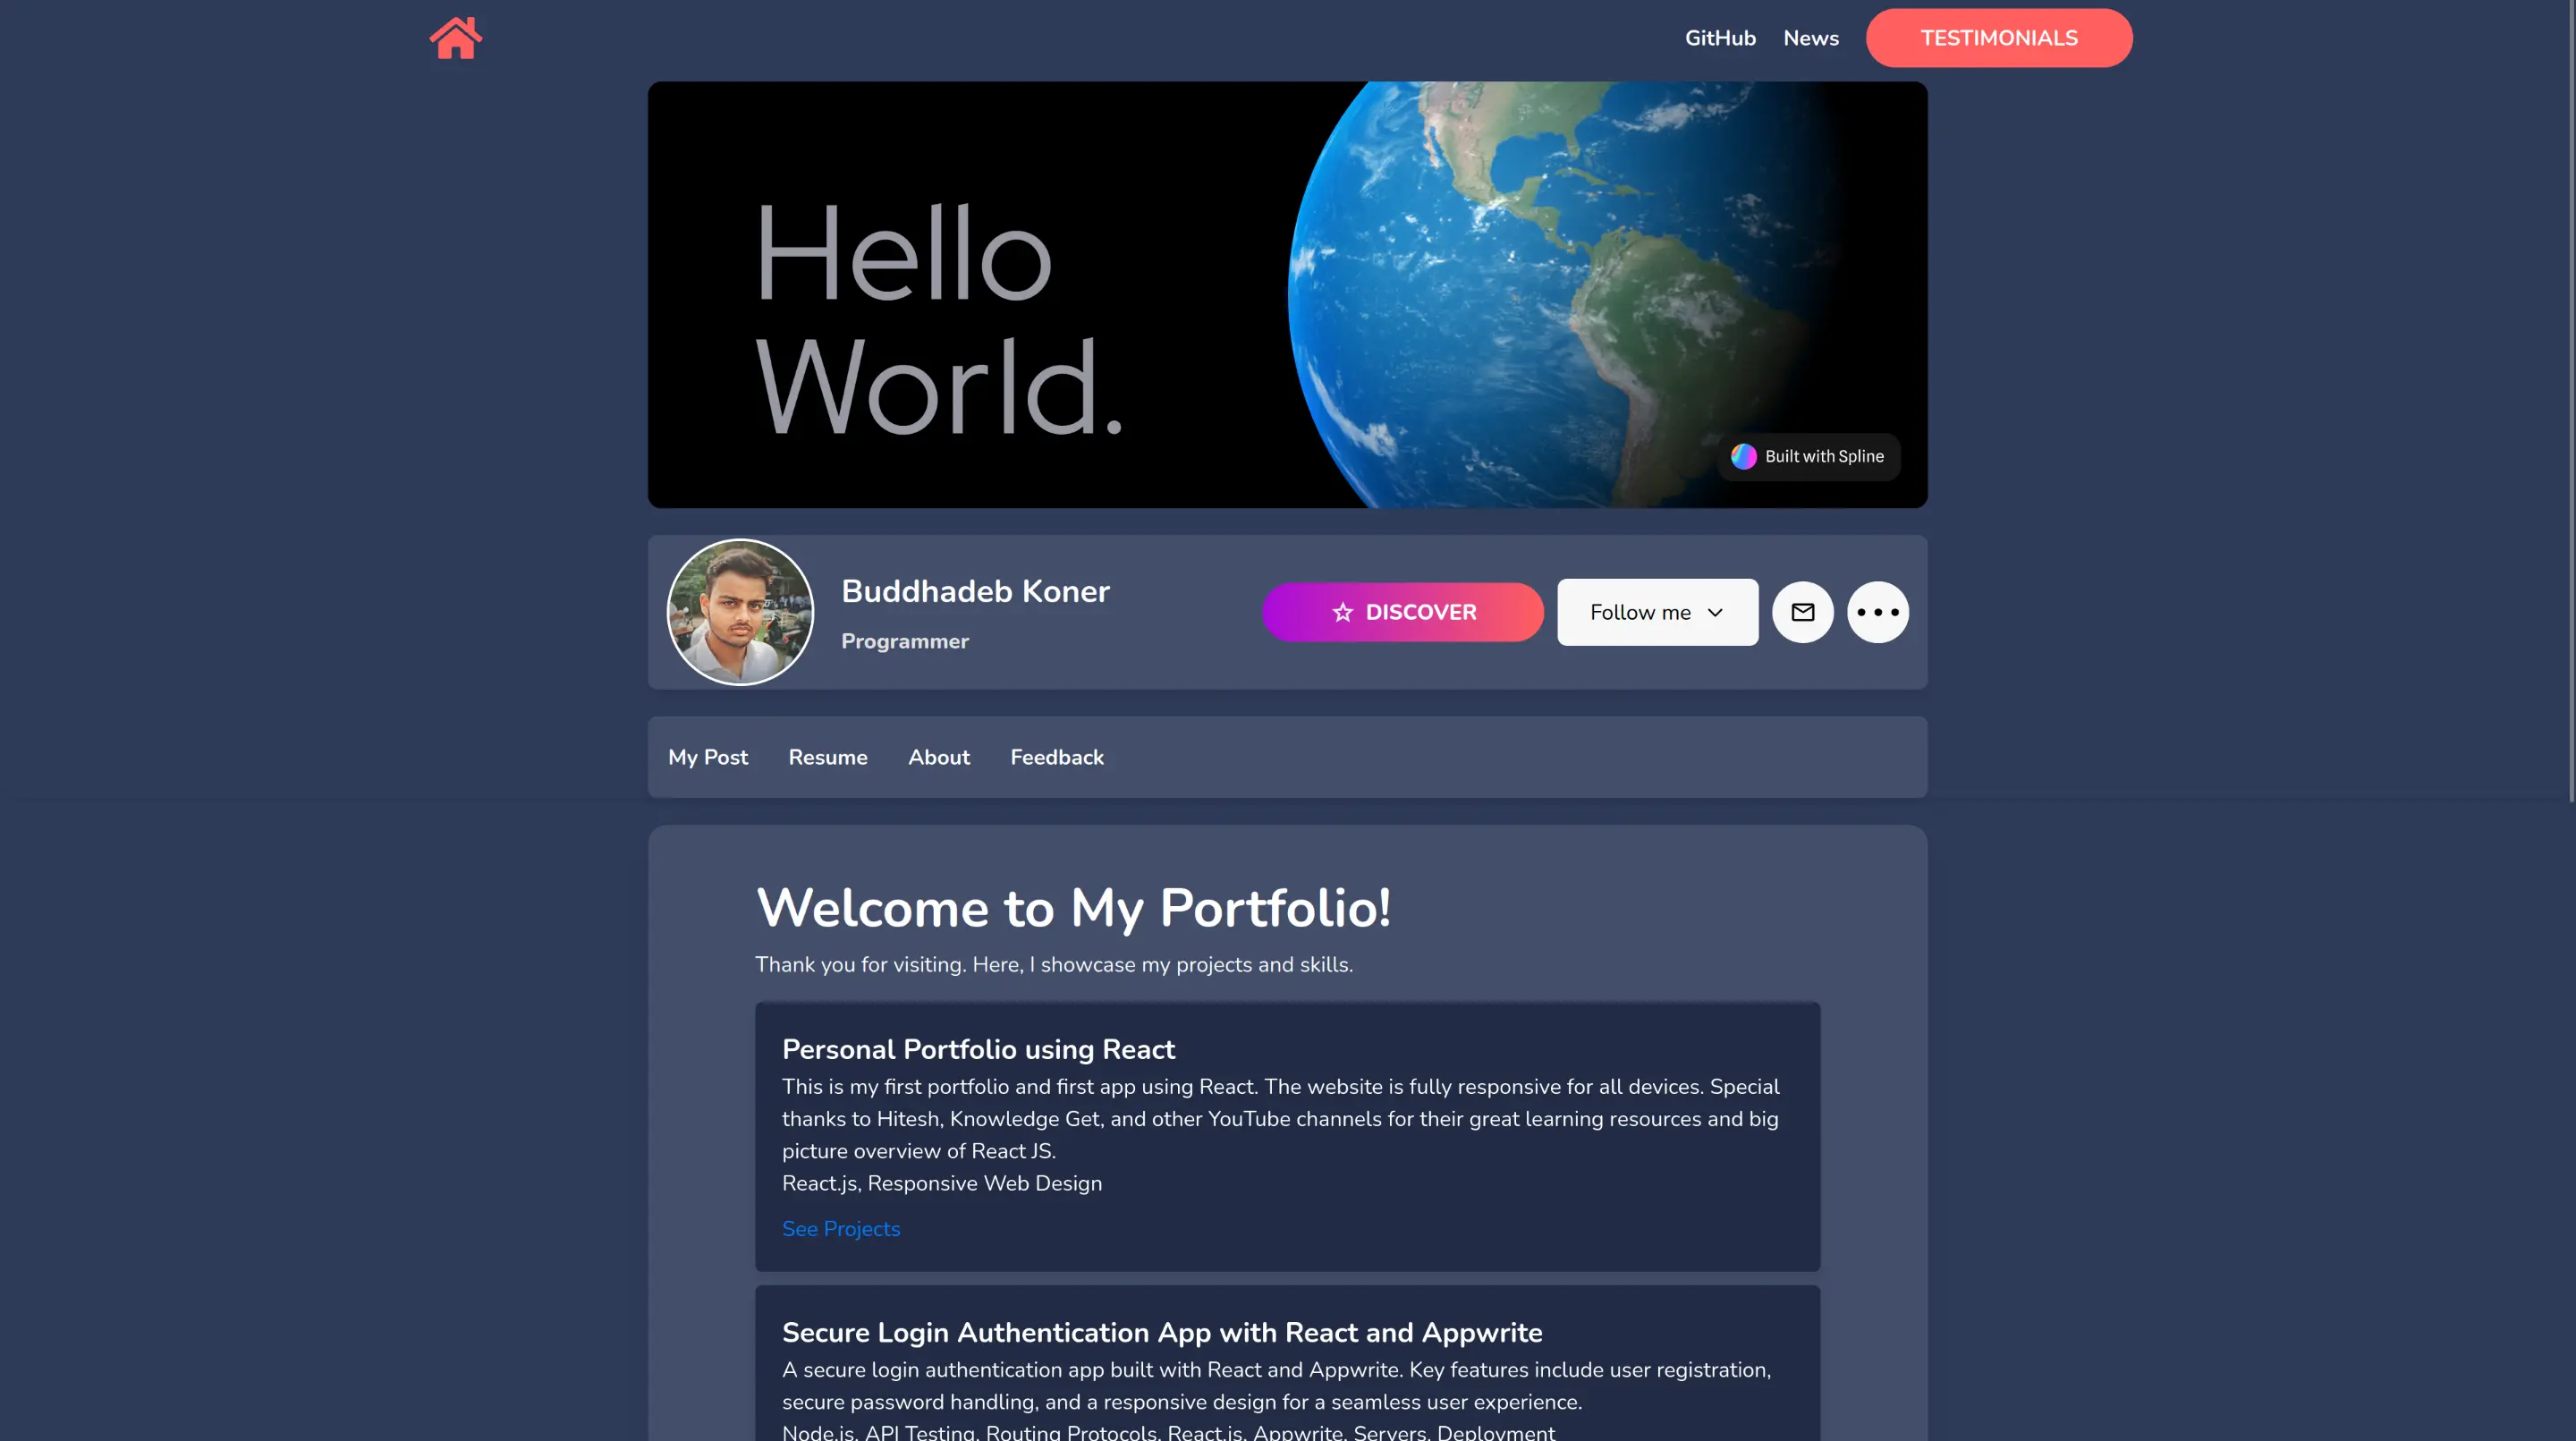 GitHub News TESTIMONIALS
Hello
World.
Built with Spline
Buddhadeb Koner
Programmer
DISCOVER
Follow me
My Post Resume About Feedback
Welcome to My Portfolio!
Thank you for visiting. Here, I showcase my projects and skills.
Personal Portfolio using React
This is my first portfolio and first app using React. The website is fully responsive for all devices. Special
thanks to Hitesh, Knowledge Get, and other YouTube channels for their great learning resources and big
picture overview of React JS.
React.js, Responsive Web Design
See Projects
Secure Login Authentication App with React and Appwrite
A secure login authentication app built with React and Appwrite. Key features include user registration,
secure password handling, and a responsive design for a seamless user experience.
Node.js, API Testing, Routing Protocols, React.js, Appwrite, Servers, Deployment